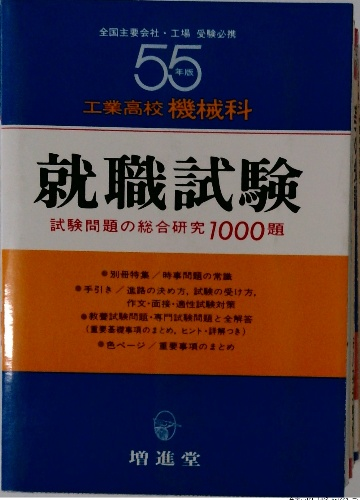 全国主要会社・工場 受験必携
55年版
工業高校 機械科
就職試験
試験問題の総合研究1000題
●別冊特集／時事問題の常識
●手引き／進路の決め方，試験の受け方，
作文・面接・適性試験対策
●教養試験問題・専門試験問題と全解答
（重要基礎事項のまとめ，ヒント・詳解つき）
●色ページ／重要事項のまとめ
増進堂